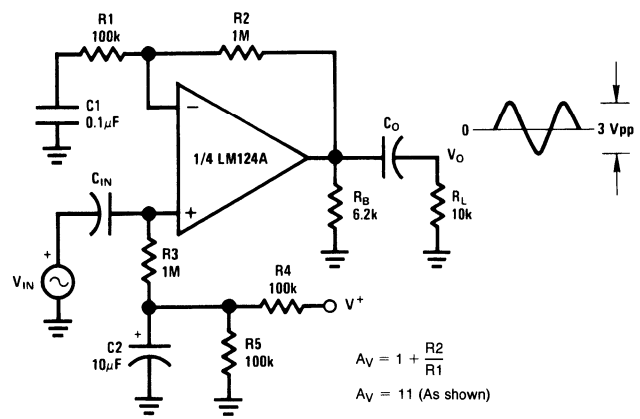 R1
100k
R2
1M
C1
0.1μF
1/4 LM124A
−
+
CIN
+
VIN
R3
1M
R4
100k
V+
+
C2
10μF
R5
100k
CO
VO
RB
6.2k
RL
10k
0
3 Vpp
AV = 1 + R2/R1
AV = 11 (As shown)